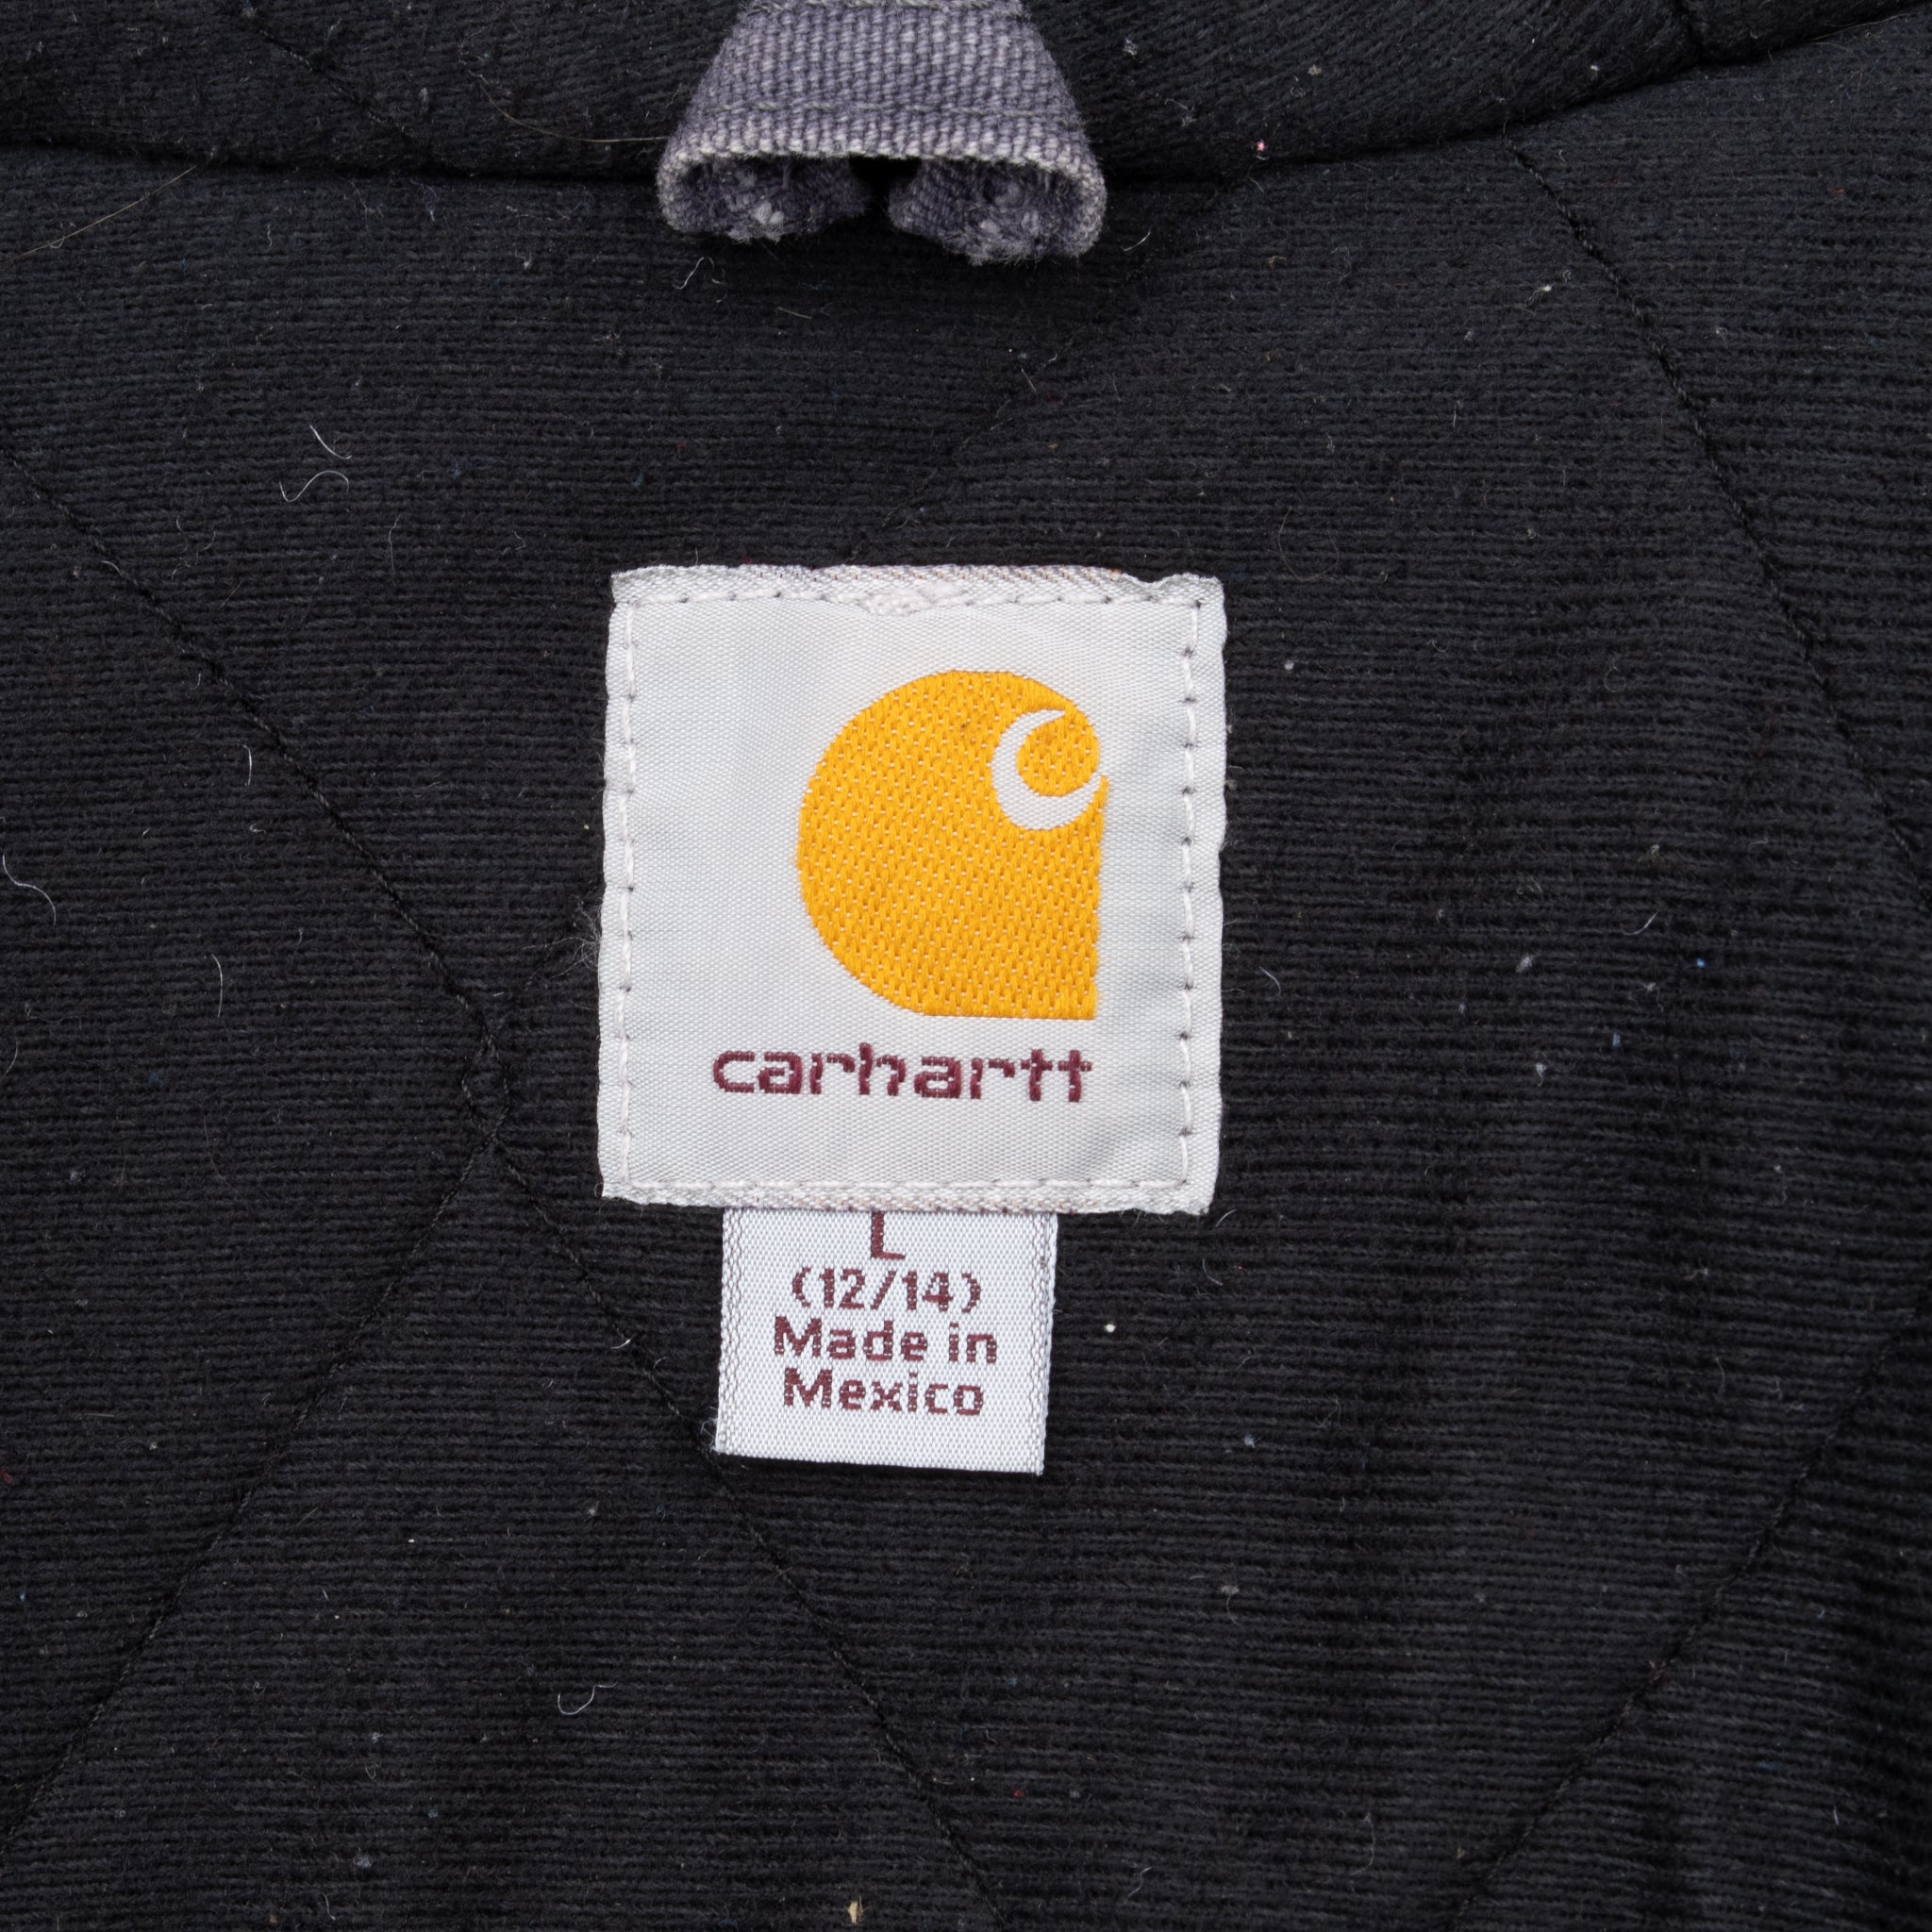 carhartt
L
(12/14)
Made in
Mexico